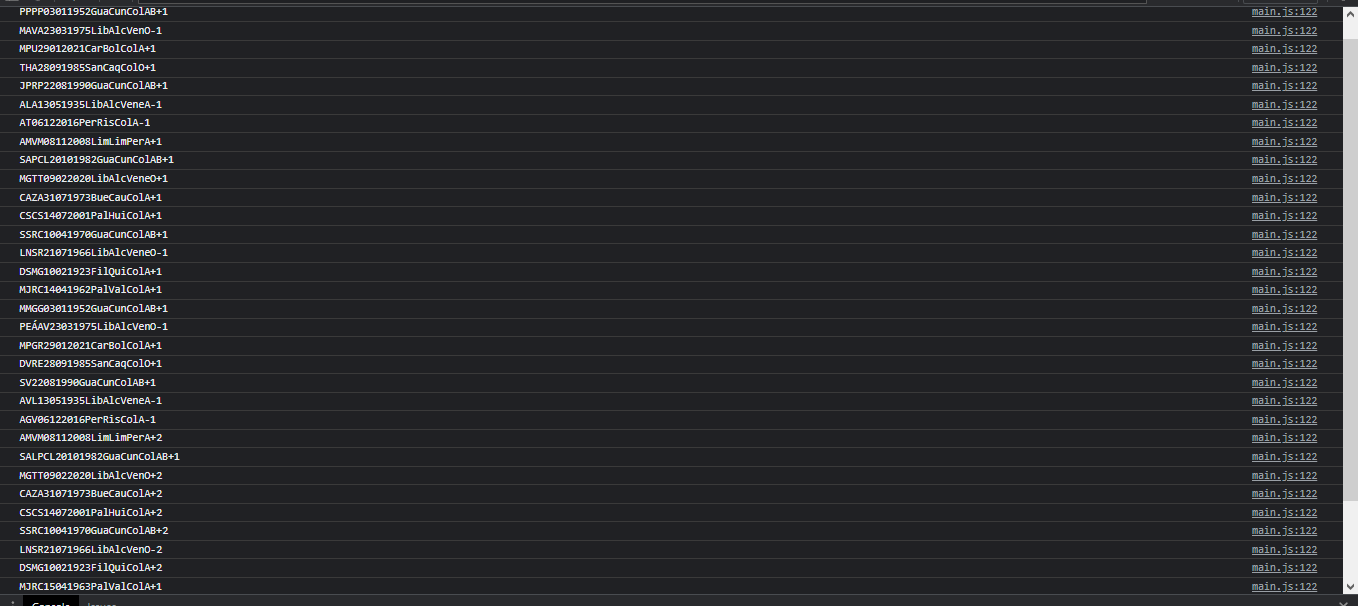 PPPP03011952GuaCunColAB+1 main.js:122
MAVA23031975LibAlcVenO-1 main.js:122
MPU29012021CarBolColA+1 main.js:122
THA28091985SanCaqColO+1 main.js:122
JPRP22081990GuaCunColAB+1 main.js:122
ALA13051935LibAlcVeneA-1 main.js:122
AT06122016PerRisColA-1 main.js:122
AMVM08112008LimLimPerA+1 main.js:122
SAPCL20101982GuaCunColAB+1 main.js:122
MGTT09022020LibAlcVeneO+1 main.js:122
CAZA31071973BueCauColA+1 main.js:122
CSCS14072001PalHuiColA+1 main.js:122
SSRC10041970GuaCunColAB+1 main.js:122
LNSR21071966LibAlcVeneO-1 main.js:122
DSMG10021923FilQuiColA+1 main.js:122
MJRC14041962PalValColA+1 main.js:122
MMGG03011952GuaCunColAB+1 main.js:122
PEÁAV23031975LibAlcVenO-1 main.js:122
MPGR29012021CarBolColA+1 main.js:122
DVRE28091985SanCaqColO+1 main.js:122
SV22081990GuaCunColAB+1 main.js:122
AVL13051935LibAlcVeneA-1 main.js:122
AGV06122016PerRisColA-1 main.js:122
AMVM08112008LimLimPerA+2 main.js:122
SALPCL20101982GuaCunColAB+1 main.js:122
MGTT09022020LibAlcVenO+2 main.js:122
CAZA31071973BueCauColA+2 main.js:122
CSCS14072001PalHuiColA+2 main.js:122
SSRC10041970GuaCunColAB+2 main.js:122
LNSR21071966LibAlcVenO-2 main.js:122
DSMG10021923FilQuiColA+2 main.js:122
MJRC15041963PalValColA+1 main.js:122
Console Issues